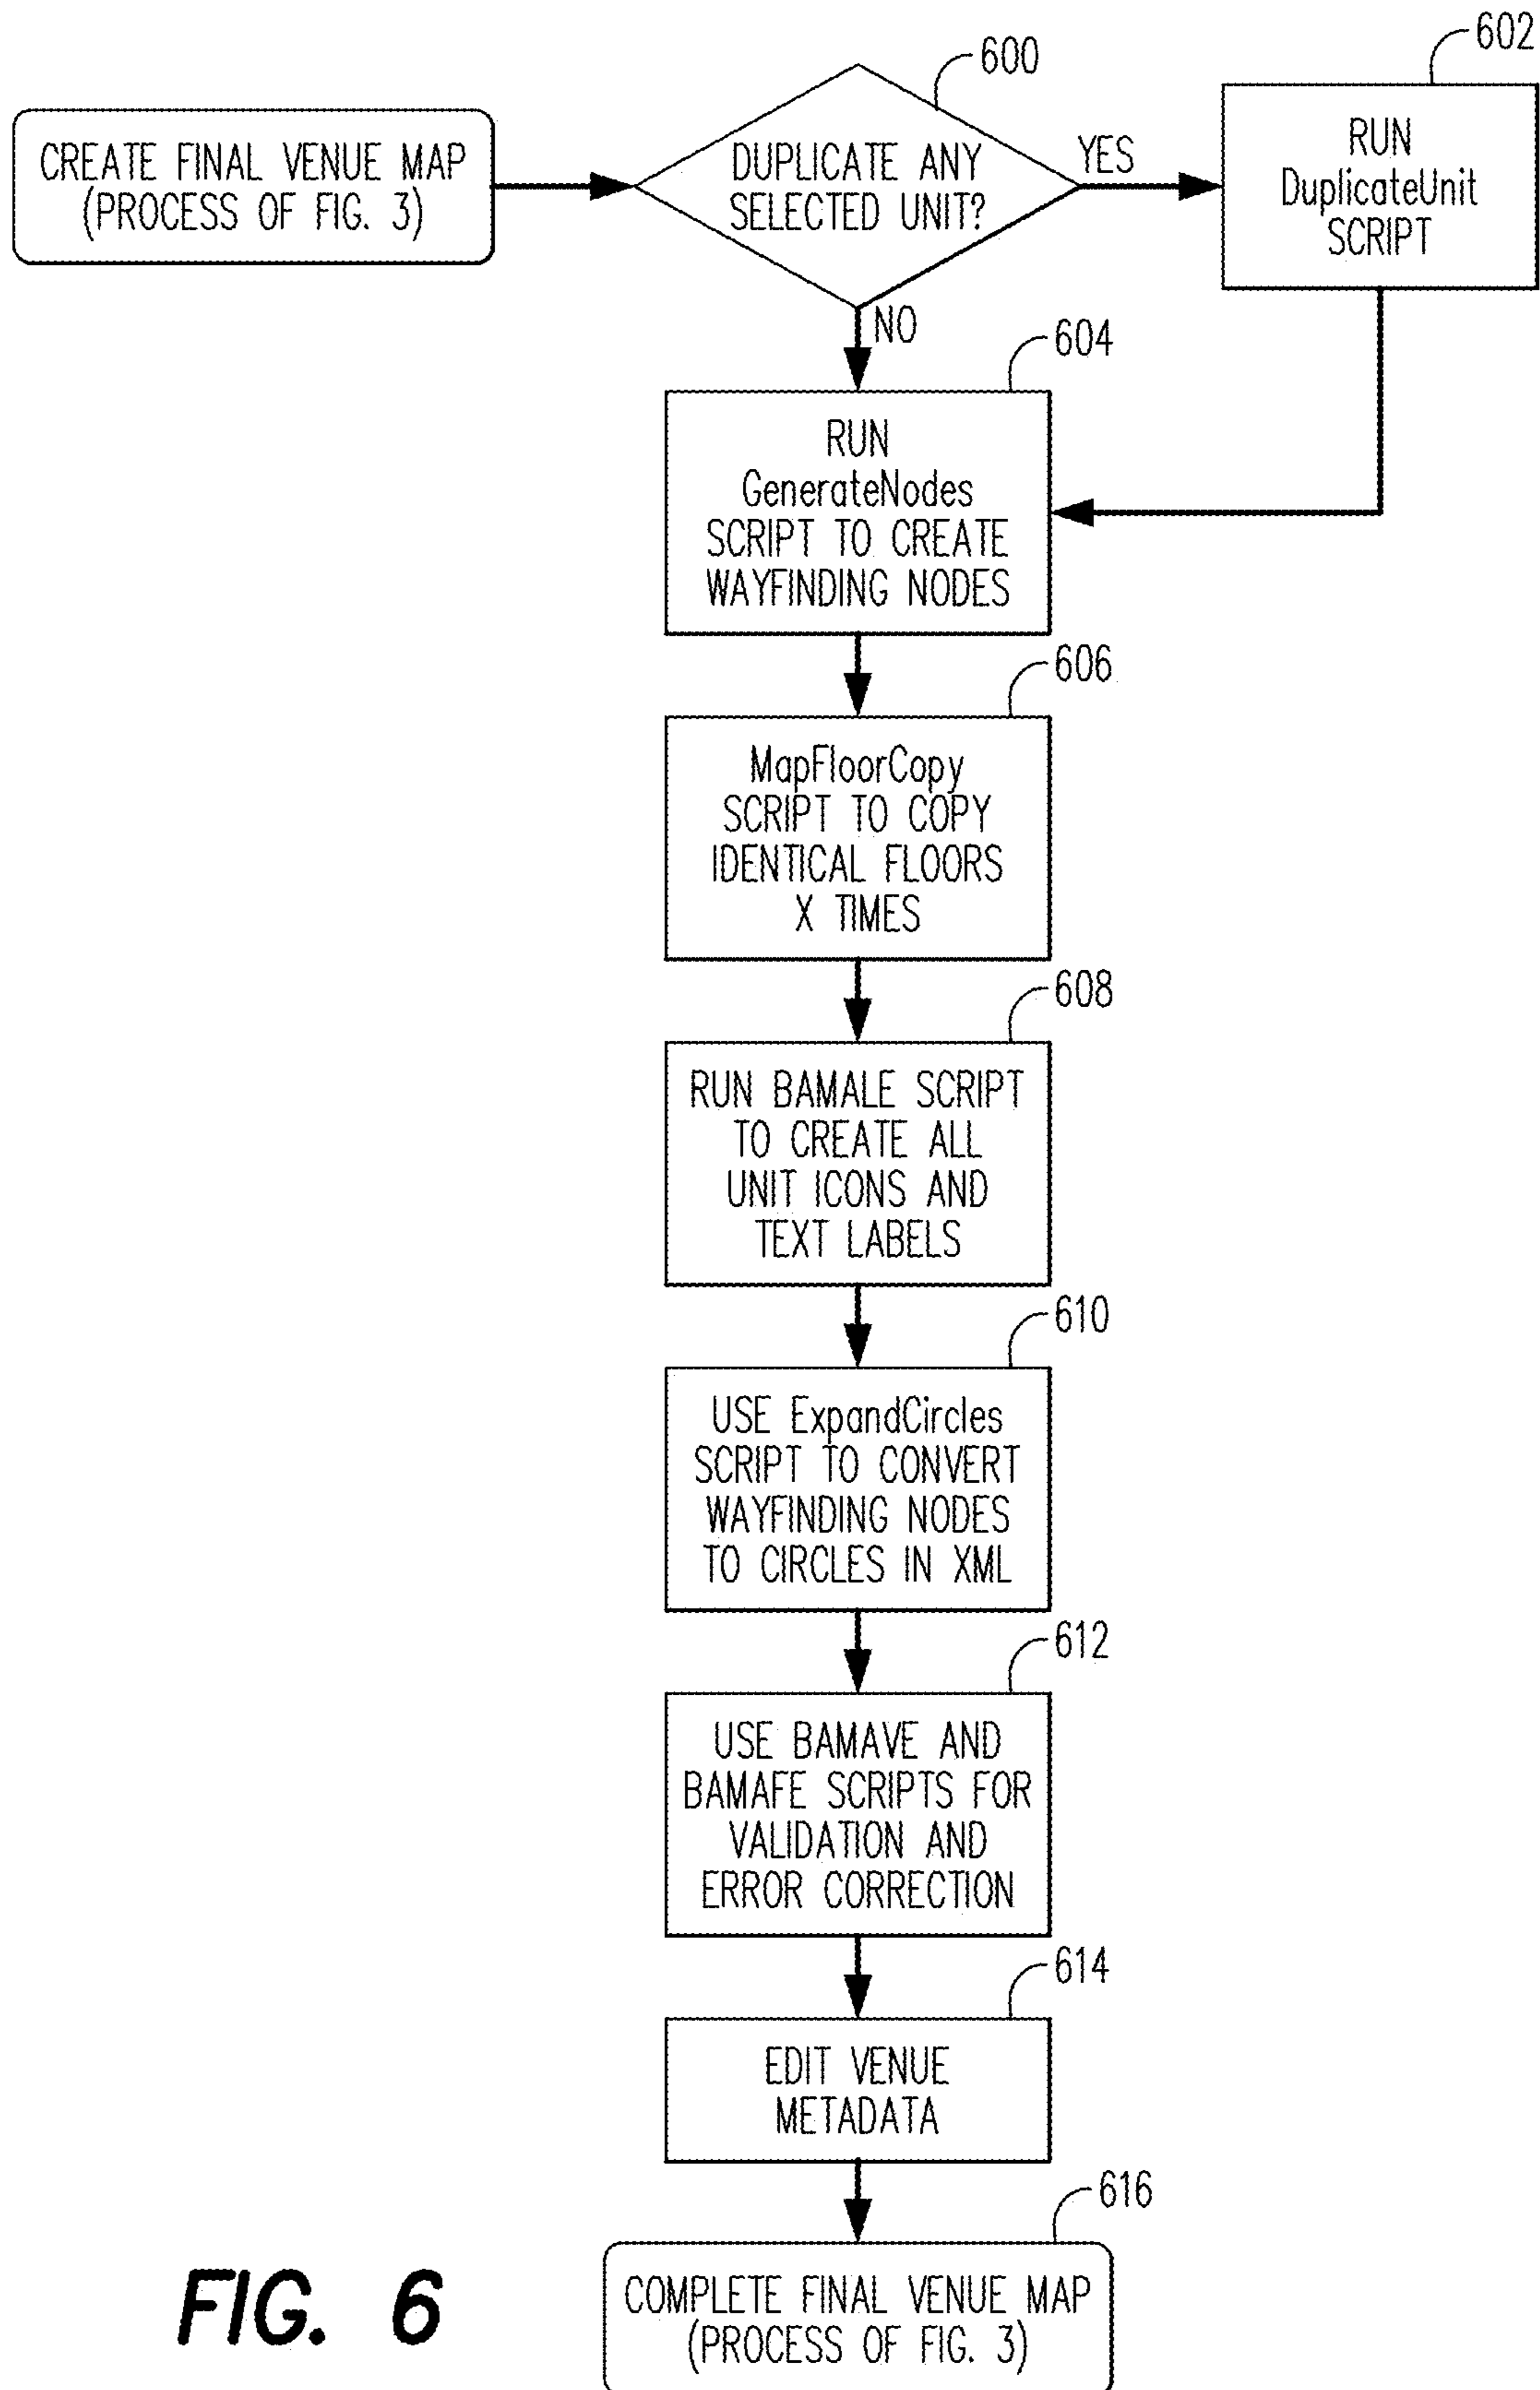 600
602
CREATE FINAL VENUE MAP
(PROCESS OF FIG. 3)
DUPLICATE ANY
SELECTED UNIT?
YES
RUN
DuplicateUnit
SCRIPT
NO
604
RUN
GenerateNodes
SCRIPT TO CREATE
WAYFINDING NODES
606
MapFloorCopy
SCRIPT TO COPY
IDENTICAL FLOORS
X TIMES
608
RUN BAMALE SCRIPT
TO CREATE ALL
UNIT ICONS AND
TEXT LABELS
610
USE ExpandCircles
SCRIPT TO CONVERT
WAYFINDING NODES
TO CIRCLES IN XML
612
USE BAMAVE AND
BAMAFE SCRIPTS FOR
VALIDATION AND
ERROR CORRECTION
614
EDIT VENUE
METADATA
616
COMPLETE FINAL VENUE MAP
(PROCESS OF FIG. 3)
FIG. 6